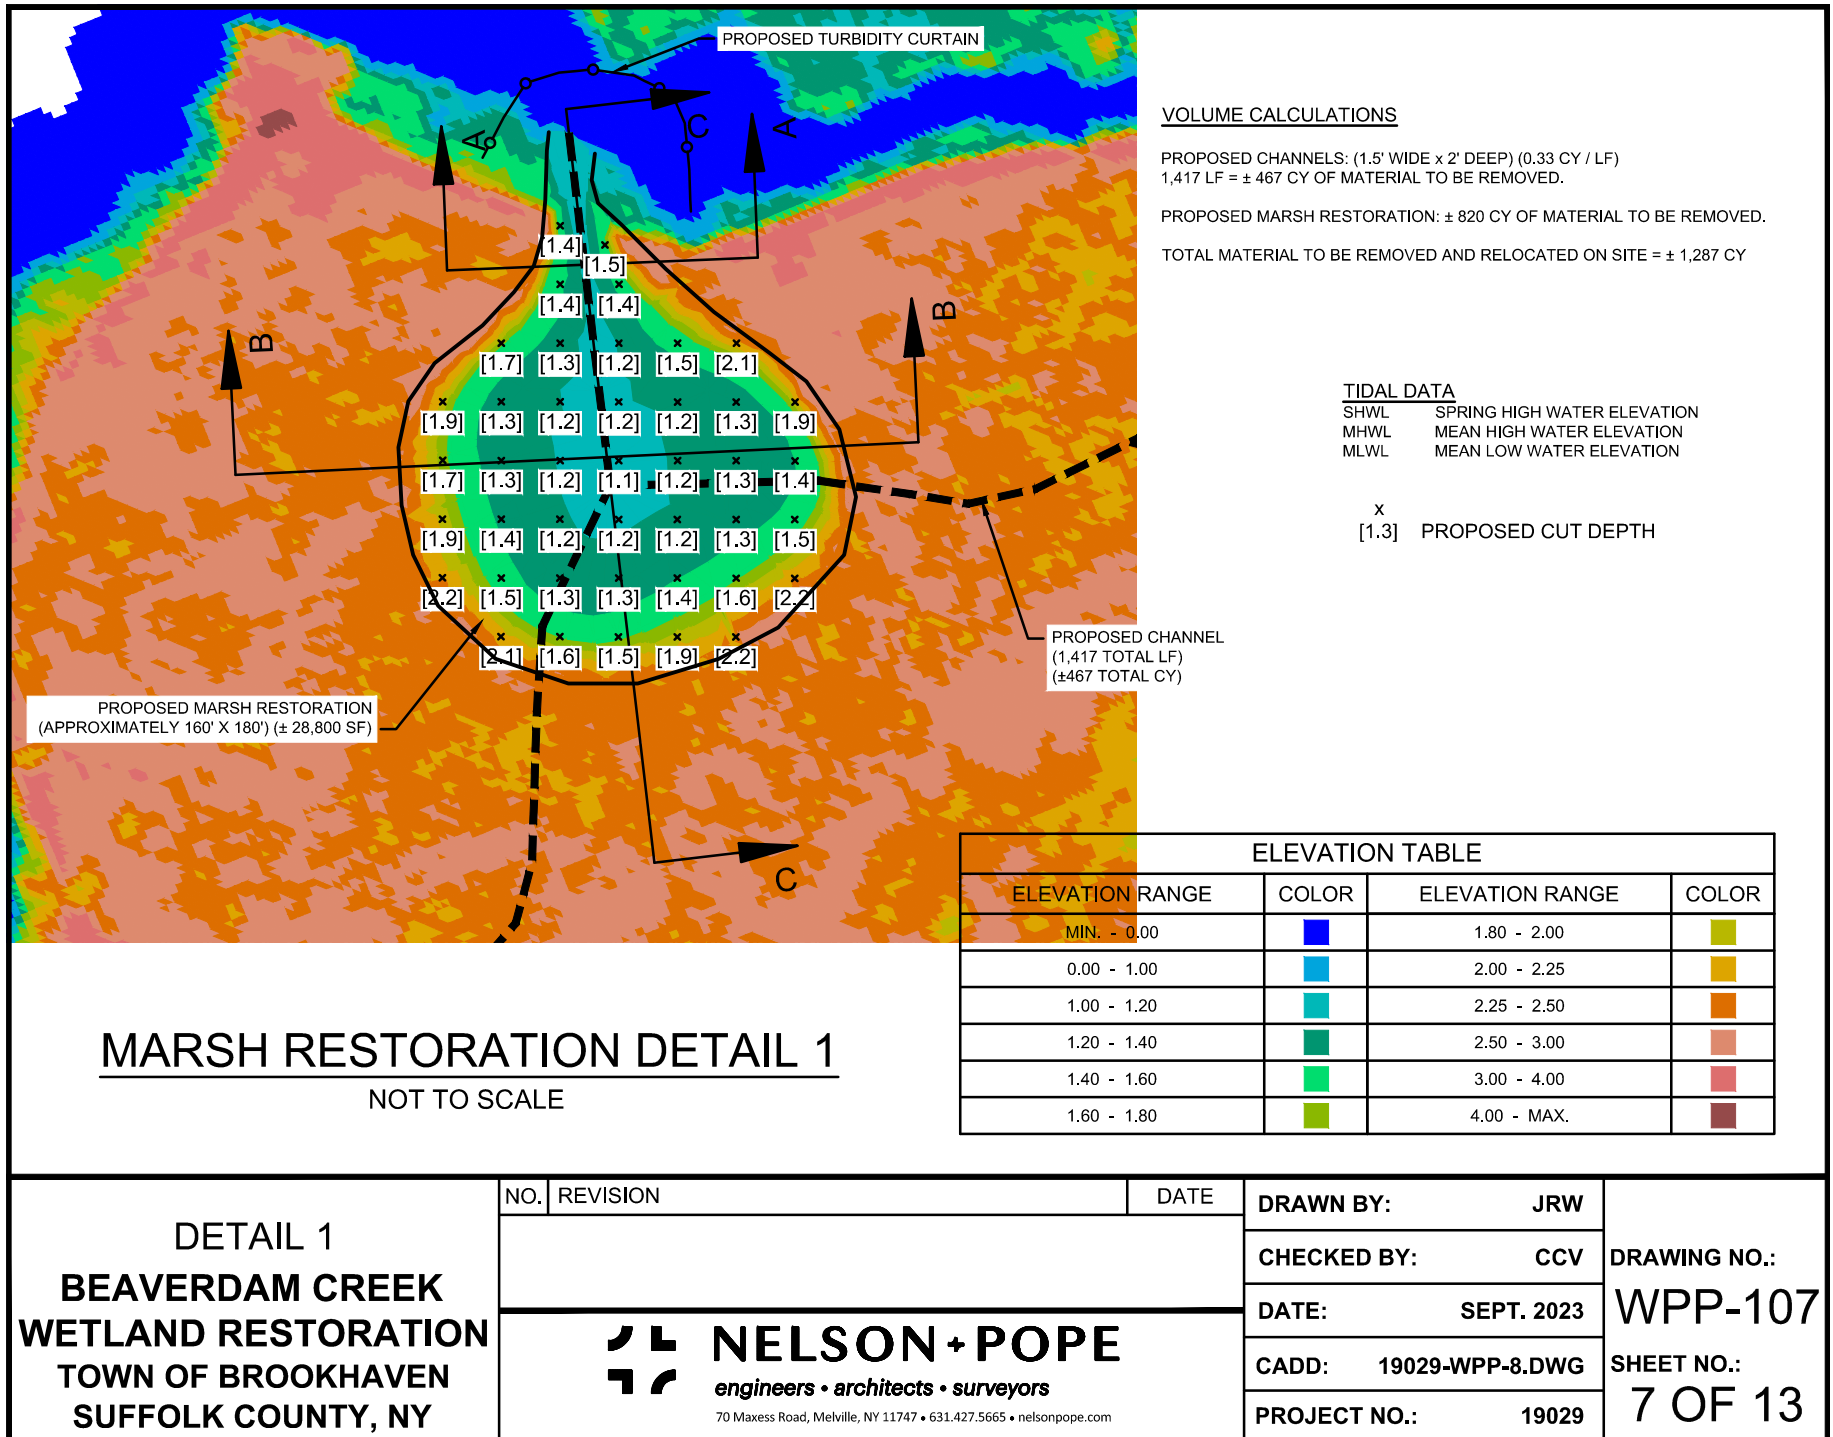 PROPOSED TURBIDITY CURTAIN
A
C
A
[1.4]
[1.5]
[1.4] [1.4]
B
B
[1.7] [1.3] [1.2] [1.5] [2.1]
[1.9] [1.3] [1.2] [1.2] [1.2] [1.3] [1.9]
[1.7] [1.3] [1.2] [1.1] [1.2] [1.3] [1.4]
[1.9] [1.4] [1.2] [1.2] [1.2] [1.3] [1.5]
[2.2] [1.5] [1.3] [1.3] [1.4] [1.6] [2.2]
[2.1] [1.6] [1.5] [1.9] [2.2]
PROPOSED MARSH RESTORATION
(APPROXIMATELY 160' X 180') (± 28,800 SF)
PROPOSED CHANNEL
(1,417 TOTAL LF)
(±467 TOTAL CY)
C
VOLUME CALCULATIONS
PROPOSED CHANNELS: (1.5' WIDE x 2' DEEP) (0.33 CY / LF)
1,417 LF = ± 467 CY OF MATERIAL TO BE REMOVED.
PROPOSED MARSH RESTORATION: ± 820 CY OF MATERIAL TO BE REMOVED.
TOTAL MATERIAL TO BE REMOVED AND RELOCATED ON SITE = ± 1,287 CY
TIDAL DATA
SHWL SPRING HIGH WATER ELEVATION
MHWL MEAN HIGH WATER ELEVATION
MLWL MEAN LOW WATER ELEVATION
x
[1.3] PROPOSED CUT DEPTH
ELEVATION TABLE
ELEVATION RANGE COLOR ELEVATION RANGE COLOR
MIN. - 0.00 1.80 - 2.00
0.00 - 1.00 2.00 - 2.25
1.00 - 1.20 2.25 - 2.50
1.20 - 1.40 2.50 - 3.00
1.40 - 1.60 3.00 - 4.00
1.60 - 1.80 4.00 - MAX.
MARSH RESTORATION DETAIL 1
NOT TO SCALE
DETAIL 1
BEAVERDAM CREEK
WETLAND RESTORATION
TOWN OF BROOKHAVEN
SUFFOLK COUNTY, NY
NO. REVISION DATE
NELSON + POPE
engineers • architects • surveyors
70 Maxess Road, Melville, NY 11747 • 631.427.5665 • nelsonpope.com
DRAWN BY: JRW
CHECKED BY: CCV
DATE: SEPT. 2023
CADD: 19029-WPP-8.DWG
PROJECT NO.: 19029
DRAWING NO.:
WPP-107
SHEET NO.:
7 OF 13